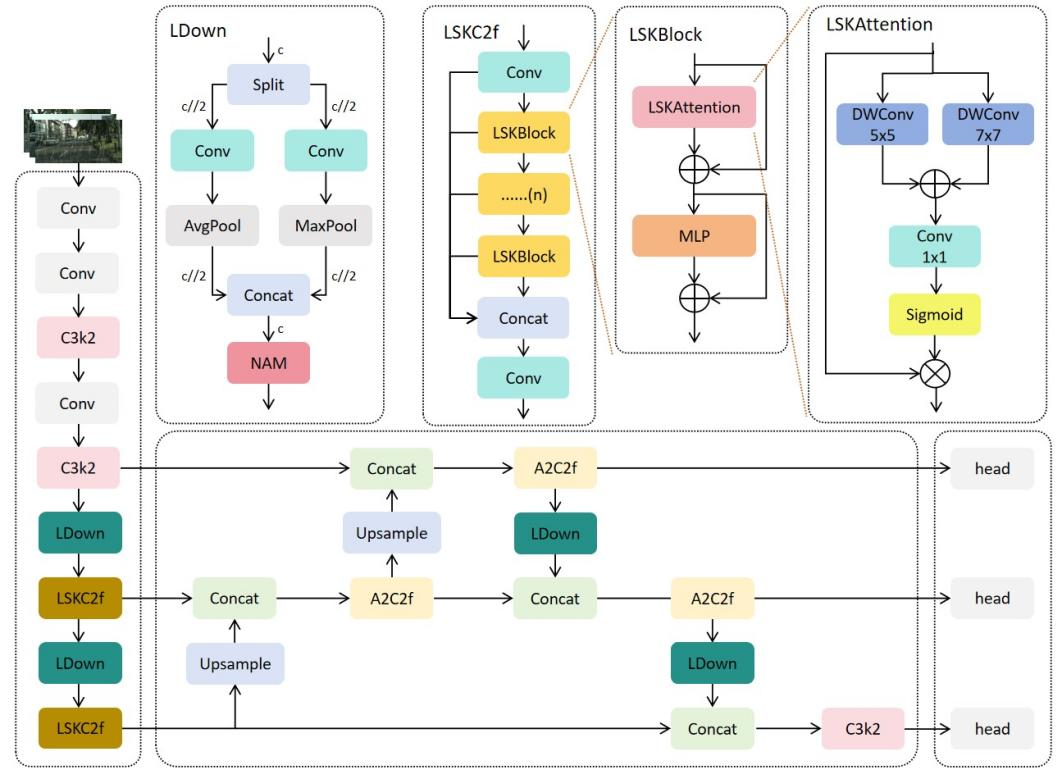 LDown
c
Split
c//2
c//2
Conv
Conv
AvgPool
MaxPool
c//2
c//2
Concat
c
NAM
LSKC2f
Conv
LSKBlock
......(n)
LSKBlock
Concat
Conv
LSKBlock
LSKAttention
MLP
LSKAttention
DWConv
5x5
DWConv
7x7
Conv
1x1
Sigmoid
Conv
Conv
C3k2
Conv
C3k2
LDown
LSKC2f
LDown
LSKC2f
Concat
A2C2f
head
Upsample
LDown
Concat
A2C2f
Concat
A2C2f
head
Upsample
LDown
Concat
C3k2
head